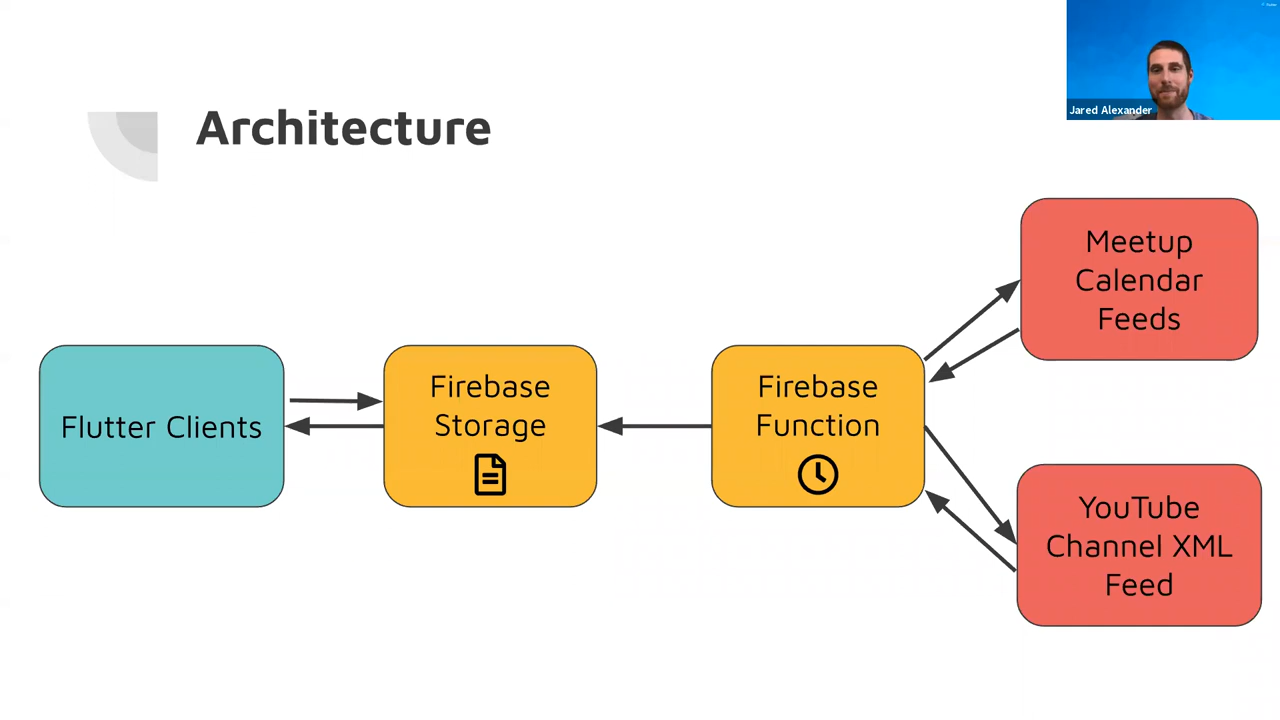 Architecture
Jared Alexander
Meetup
Calendar
Feeds
Flutter Clients
Firebase
Storage
Firebase
Function
YouTube
Channel XML
Feed